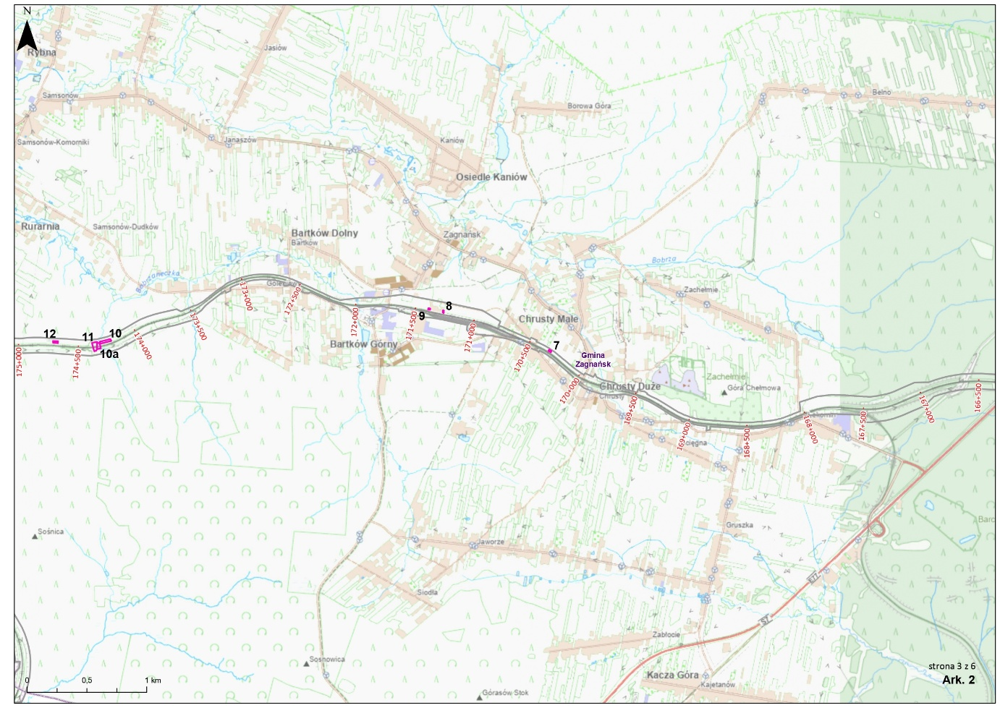 N
Rybna
Jasiów
Samsonów
Belno
Borowa Góra
Samsonów-Komorniki
Janaszów
Kaniów
Osiedle Kaniów
Rurarnia
Samsonów-Dudków
Bartków Dolny
Bartków
Zagnańsk
Bobrza
Bobrzaneczka
Zachełmie
173+000
172+500
8
9
172+000
171+500
Chrusty Małe
171+000
173+500
12
11
10
10a
174+000
Bartków Górny
7
170+500
Gmina
Zagnańsk
175+000
174+500
Zachełmie
Góra Chełmowa
Chrusty Duże
Chrusty
170+000
169+500
169+000
168+500
168+000
167+500
167+000
166+500
Gruszka
Sośnica
Jaworze
Siodła
E77
S7
Zabłocie
Sosnowica
Kacza Góra
Kajetanów
Górasów Stok
strona 3 z 6
Ark. 2
0
0,5
1 km